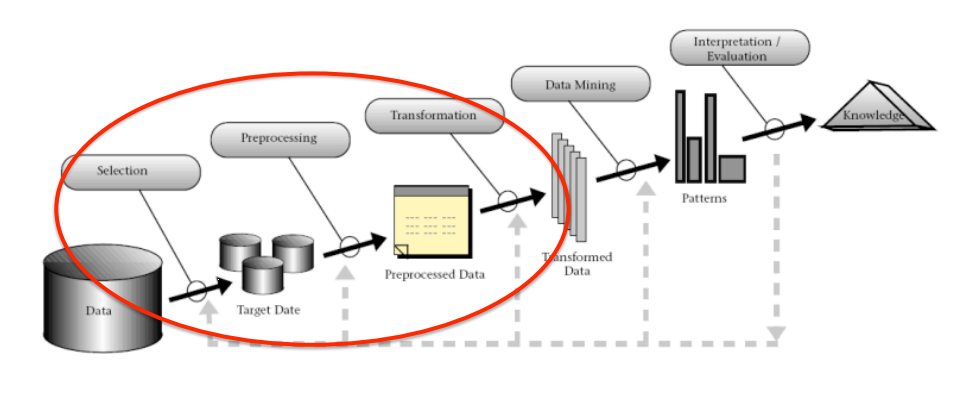 Interpretation /
Evaluation
Data Mining
Transformation
Preprocessing
Selection
Knowledge
Patterns
Transformed
Data
Preprocessed Data
--- --- ---
--- --- ---
--- --- ---
Target Date
Data